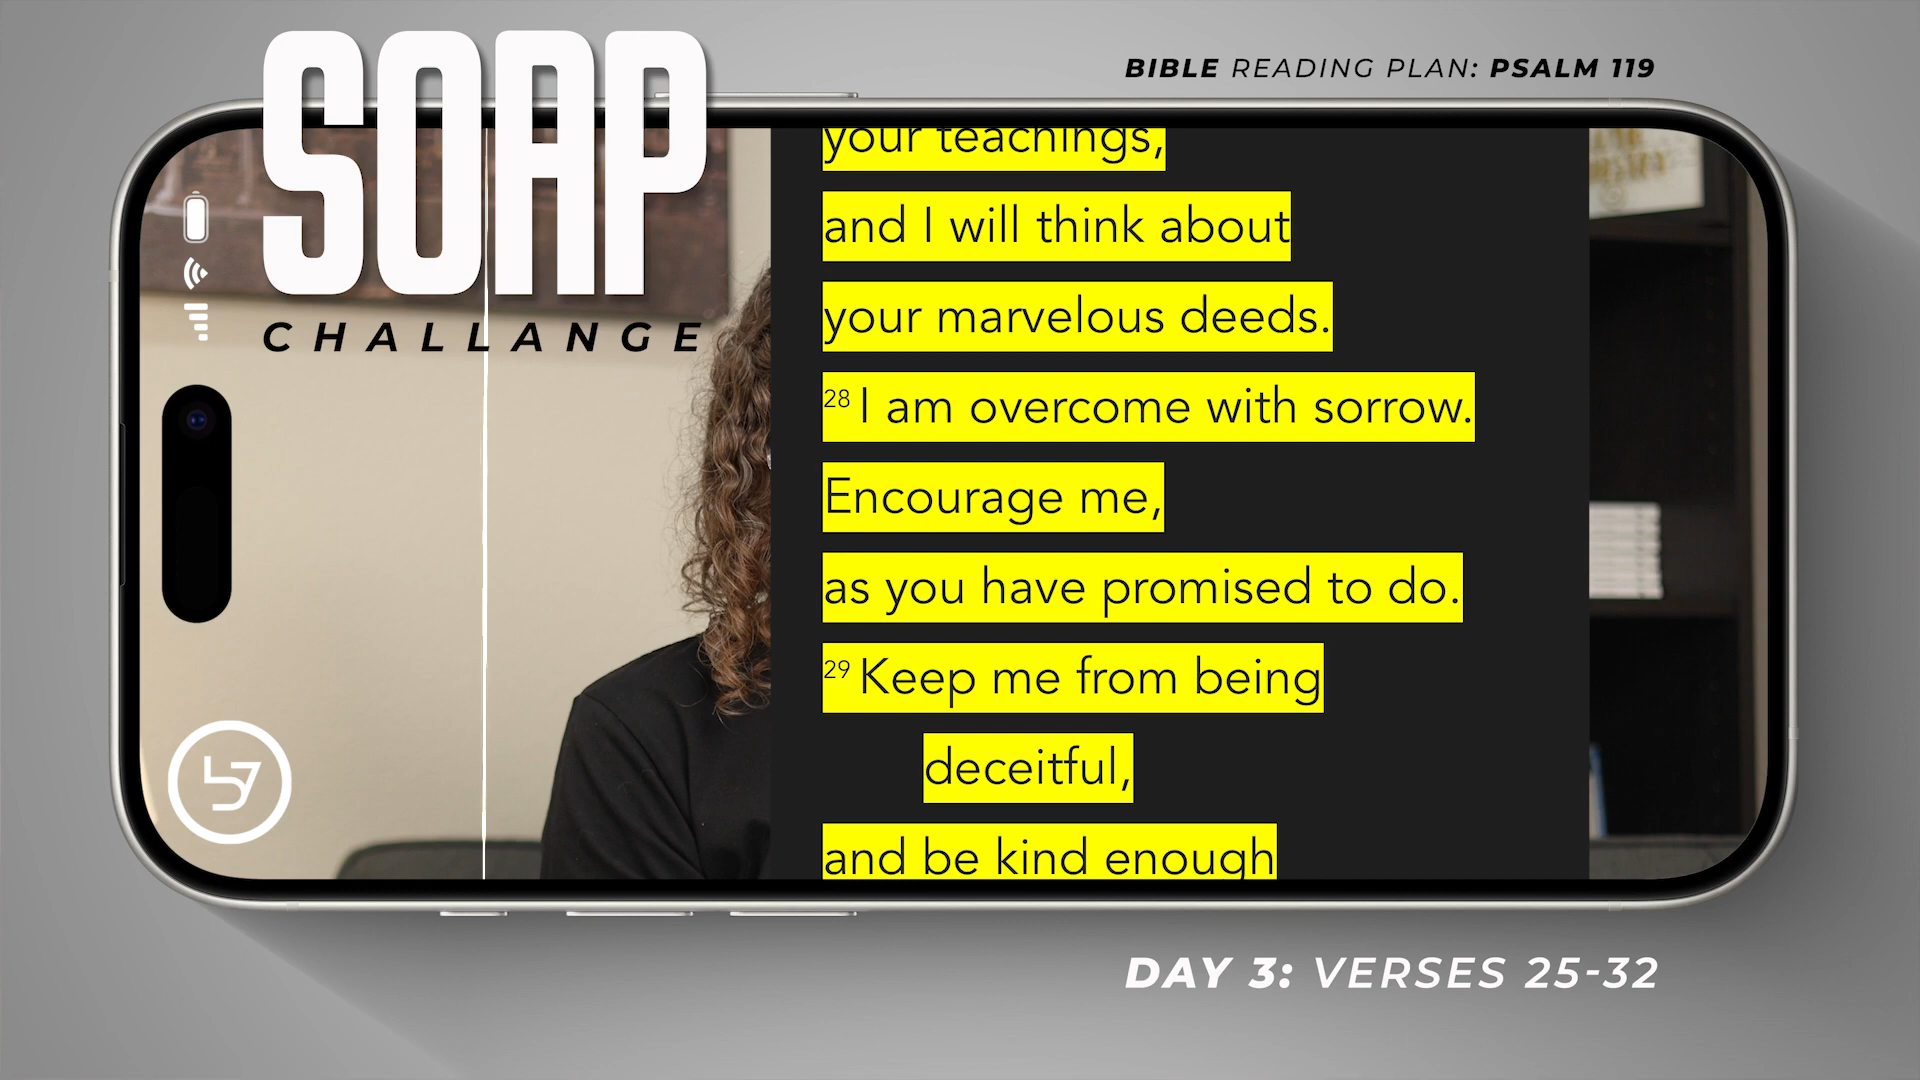 SOAP
CHALLANGE
BIBLE READING PLAN: PSALM 119
your teachings,
and I will think about
your marvelous deeds.
28 I am overcome with sorrow.
Encourage me,
as you have promised to do.
29 Keep me from being
deceitful,
and be kind enough
DAY 3: VERSES 25-32